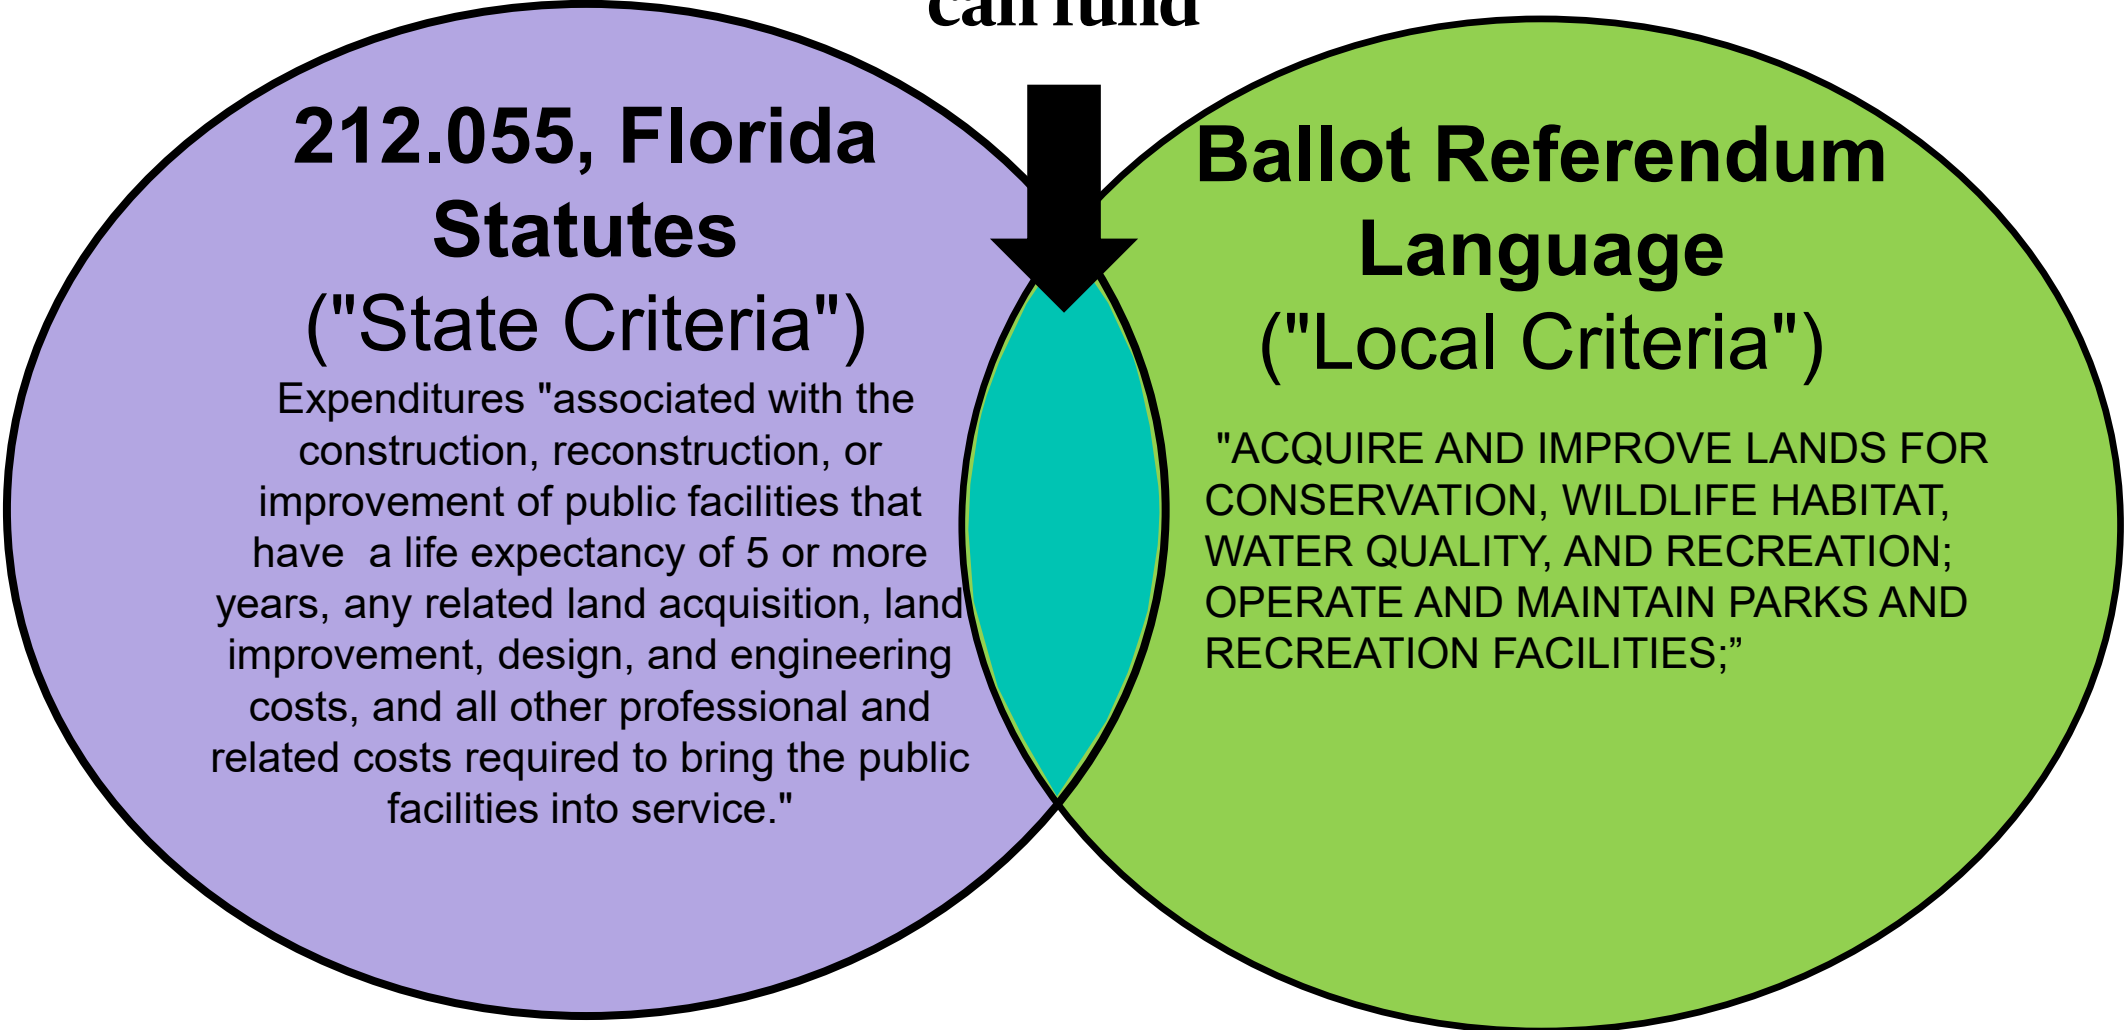 can fund
212.055, Florida
Statutes
("State Criteria")
Expenditures "associated with the
construction, reconstruction, or
improvement of public facilities that
have  a life expectancy of 5 or more
years, any related land acquisition, land
improvement, design, and engineering
costs, and all other professional and
related costs required to bring the public
facilities into service."
Ballot Referendum
Language
("Local Criteria")
"ACQUIRE AND IMPROVE LANDS FOR
CONSERVATION, WILDLIFE HABITAT,
WATER QUALITY, AND RECREATION;
OPERATE AND MAINTAIN PARKS AND
RECREATION FACILITIES;”